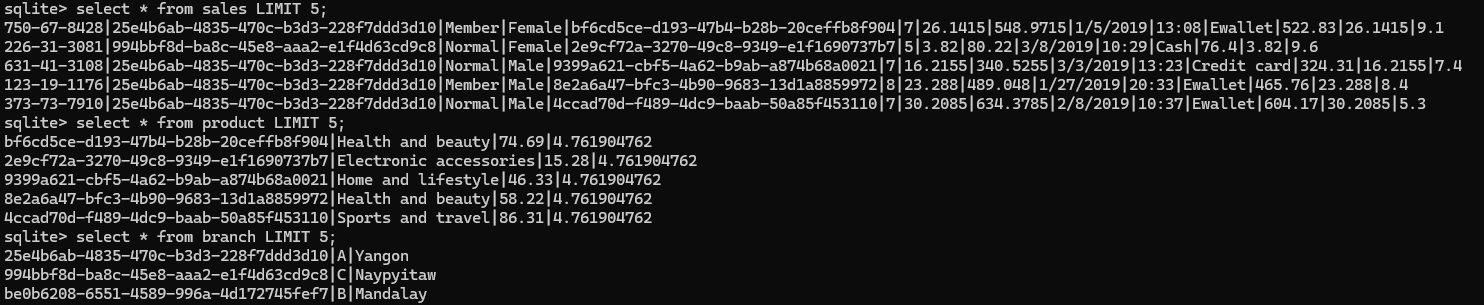 sqlite> select * from sales LIMIT 5;
750-67-8428|25e4b6ab-4835-470c-b3d3-228f7ddd3d10|Member|Female|bf6cd5ce-d193-47b4-b28b-20ceffb8f904|7|26.1415|548.9715|1/5/2019|13:08|Ewallet|522.83|26.1415|9.1
226-31-3081|994bbf8d-ba8c-45e8-aaa2-e1f4d63cd9c8|Normal|Female|2e9cf72a-3270-49c8-9349-e1f1690737b7|5|3.82|80.22|3/8/2019|10:29|Cash|76.4|3.82|9.6
631-41-3108|25e4b6ab-4835-470c-b3d3-228f7ddd3d10|Normal|Male|9399a621-cbf5-4a62-b9ab-a874b68a0021|7|16.2155|340.5255|3/3/2019|13:23|Credit card|324.31|16.2155|7.4
123-19-1176|25e4b6ab-4835-470c-b3d3-228f7ddd3d10|Member|Male|8e2a6a47-bfc3-4b90-9683-13d1a8859972|8|23.288|489.048|1/27/2019|20:33|Ewallet|465.76|23.288|8.4
373-73-7910|25e4b6ab-4835-470c-b3d3-228f7ddd3d10|Normal|Male|4ccad70d-f489-4dc9-baab-50a85f453110|7|30.2085|634.3785|2/8/2019|10:37|Ewallet|604.17|30.2085|5.3
sqlite> select * from product LIMIT 5;
bf6cd5ce-d193-47b4-b28b-20ceffb8f904|Health and beauty|74.69|4.761904762
2e9cf72a-3270-49c8-9349-e1f1690737b7|Electronic accessories|15.28|4.761904762
9399a621-cbf5-4a62-b9ab-a874b68a0021|Home and lifestyle|46.33|4.761904762
8e2a6a47-bfc3-4b90-9683-13d1a8859972|Health and beauty|58.22|4.761904762
4ccad70d-f489-4dc9-baab-50a85f453110|Sports and travel|86.31|4.761904762
sqlite> select * from branch LIMIT 5;
25e4b6ab-4835-470c-b3d3-228f7ddd3d10|A|Yangon
994bbf8d-ba8c-45e8-aaa2-e1f4d63cd9c8|C|Naypyitaw
be0b6208-6551-4589-996a-4d172745fef7|B|Mandalay